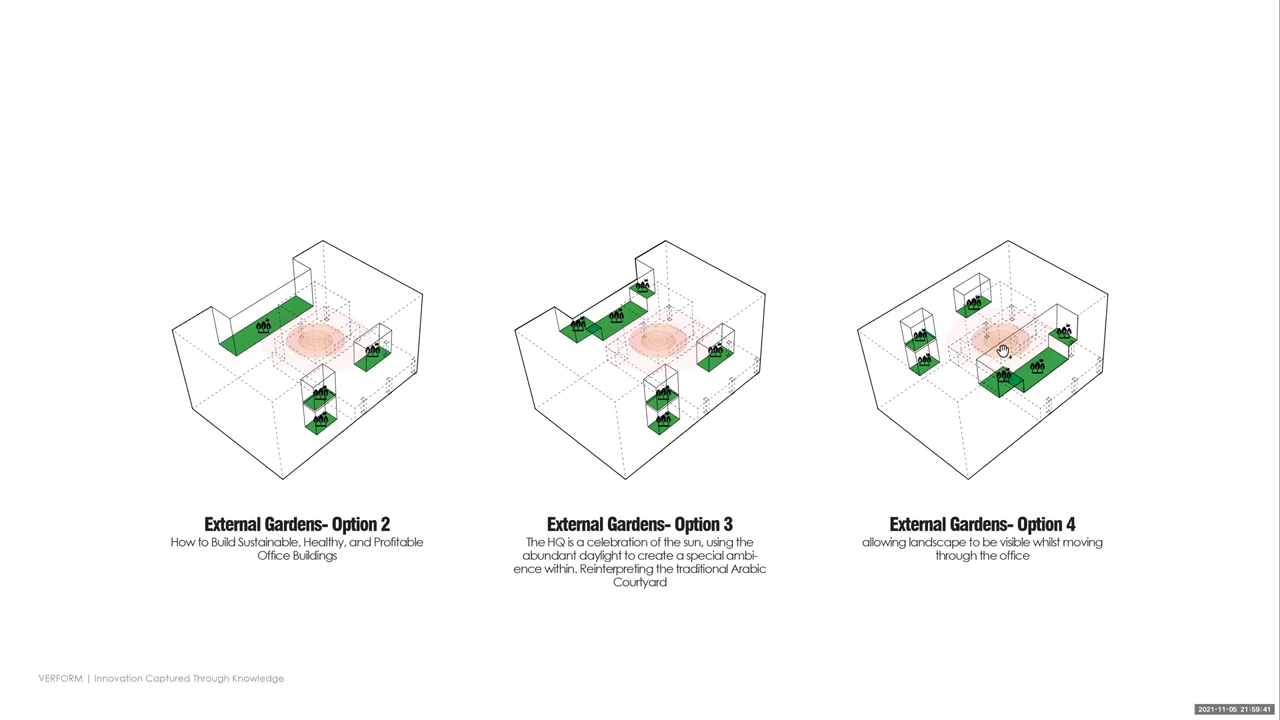 External Gardens- Option 2
How to Build Sustainable, Healthy, and Profitable
Office Buildings
External Gardens- Option 3
The HQ is a celebration of the sun, using the
abundant daylight to create a special ambi-
ence within. Reinterpreting the traditional Arabic
Courtyard
External Gardens- Option 4
allowing landscape to be visible whilst moving
through the office
VERFORM | Innovation Captured Through Knowledge
2021-11-05 21:59:41